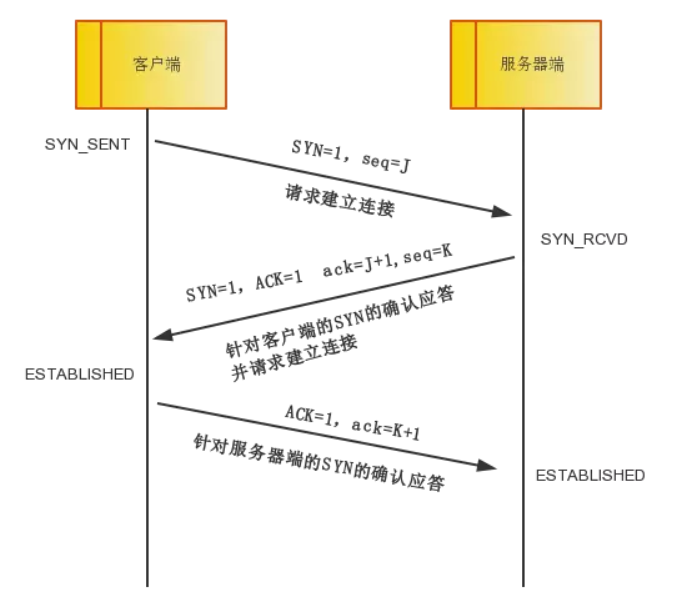 客户端
服务器端
SYN_SENT
SYN=1, seq=J
请求建立连接
SYN_RCVD
SYN=1, ACK=1 ack=J+1,seq=K
针对客户端的SYN的确认应答
并请求建立连接
ESTABLISHED
ACK=1, ack=K+1
针对服务器端的SYN的确认应答
ESTABLISHED